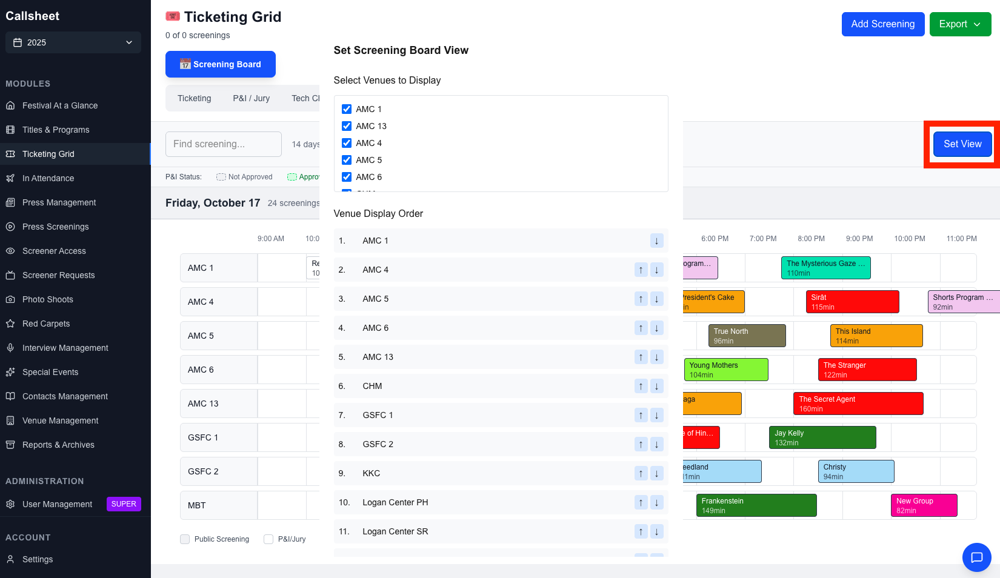 Callsheet
2025
MODULES
Festival At a Glance
Titles & Programs
Ticketing Grid
In Attendance
Press Management
Press Screenings
Screener Access
Screener Requests
Photo Shoots
Red Carpets
Interview Management
Special Events
Contacts Management
Venue Management
Reports & Archives
ADMINISTRATION
User Management SUPER
ACCOUNT
Settings
Ticketing Grid
0 of 0 screenings
Add Screening
Export
17 Screening Board
Ticketing P&I / Jury Tech
Find screening... 14 days
Set View
P&I Status: Not Approved
Friday, October 17 24 screenings
Set Screening Board View
Select Venues to Display
AMC 1
AMC 13
AMC 4
AMC 5
AMC 6
Venue Display Order
1. AMC 1 ↓
2. AMC 4 ↑ ↓
3. AMC 5 ↑ ↓
4. AMC 6 ↑ ↓
5. AMC 13 ↑ ↓
6. CHM ↑ ↓
7. GSFC 1 ↑ ↓
8. GSFC 2 ↑ ↓
9. KKC ↑ ↓
10. Logan Center PH ↑ ↓
11. Logan Center SR ↑ ↓
9:00 AM 10:0
6:00 PM 7:00 PM 8:00 PM 9:00 PM 10:00 PM 11:00 PM
AMC 1
Re
10
ogram...
The Mysterious Gaze ...
110min
AMC 4
President's Cake
in
Sirât
115min
Shorts Program ...
92min
AMC 5
True North
96min
This Island
114min
AMC 6
Young Mothers
104min
The Stranger
122min
AMC 13
aga
The Secret Agent
160min
GSFC 1
e of Hin...
Jay Kelly
132min
GSFC 2
eedland
1min
Christy
94min
MBT
Frankenstein
149min
New Group
82min
Public Screening P&I/Jury